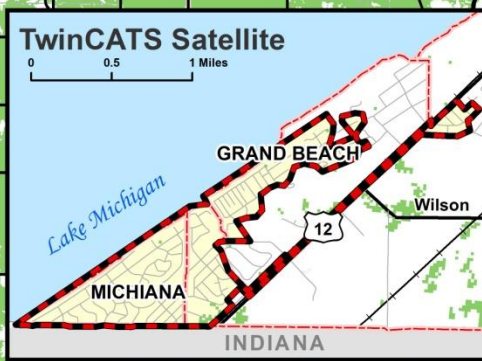 TwinCATS Satellite
0 0.5 1 Miles
GRAND BEACH
Lake Michigan
Wilson
12
MICHIANA
INDIANA